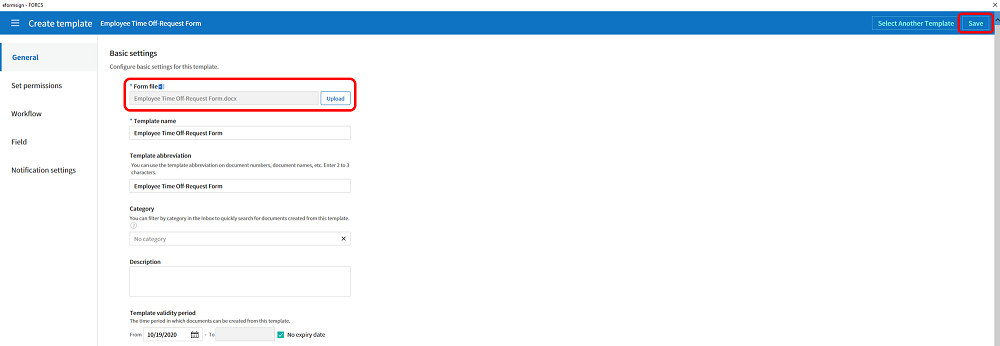 eformsign - FORCS
Create template Employee Time Off-Request Form Select Another Template Save
General
Set permissions
Workflow
Field
Notification settings
Basic settings
Configure basic settings for this template.
* Form file
Employee Time Off-Request Form.docx Upload
* Template name
Employee Time Off-Request Form
Template abbreviation
You can use the template abbreviation on document numbers, document names, etc. Enter 2 to 3
characters.
Employee Time Off-Request Form
Category
You can filter by category in the Inbox to quickly search for documents created from this template.
?
No category
Description
Template validity period
The time period in which documents can be created from this template.
From 10/19/2020 - To No expiry date